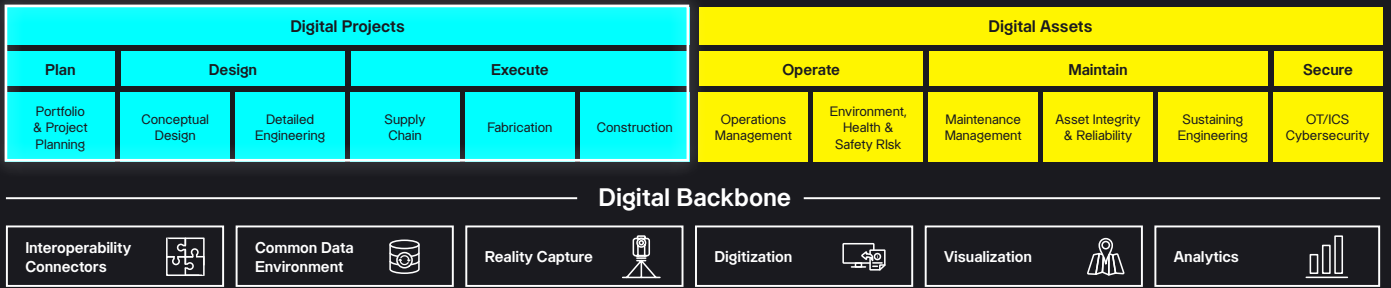 Digital Projects
Digital Assets
Plan
Design
Execute
Operate
Maintain
Secure
Portfolio
& Project
Planning
Conceptual
Design
Detailed
Engineering
Supply
Chain
Fabrication
Construction
Operations
Management
Environment,
Health &
Safety RIsk
Maintenance
Management
Asset Integrity
& Reliability
Sustaining
Engineering
OT/ICS
Cybersecurity
Digital Backbone
Interoperability
Connectors
Common Data
Environment
Reality Capture
Digitization
Visualization
Analytics